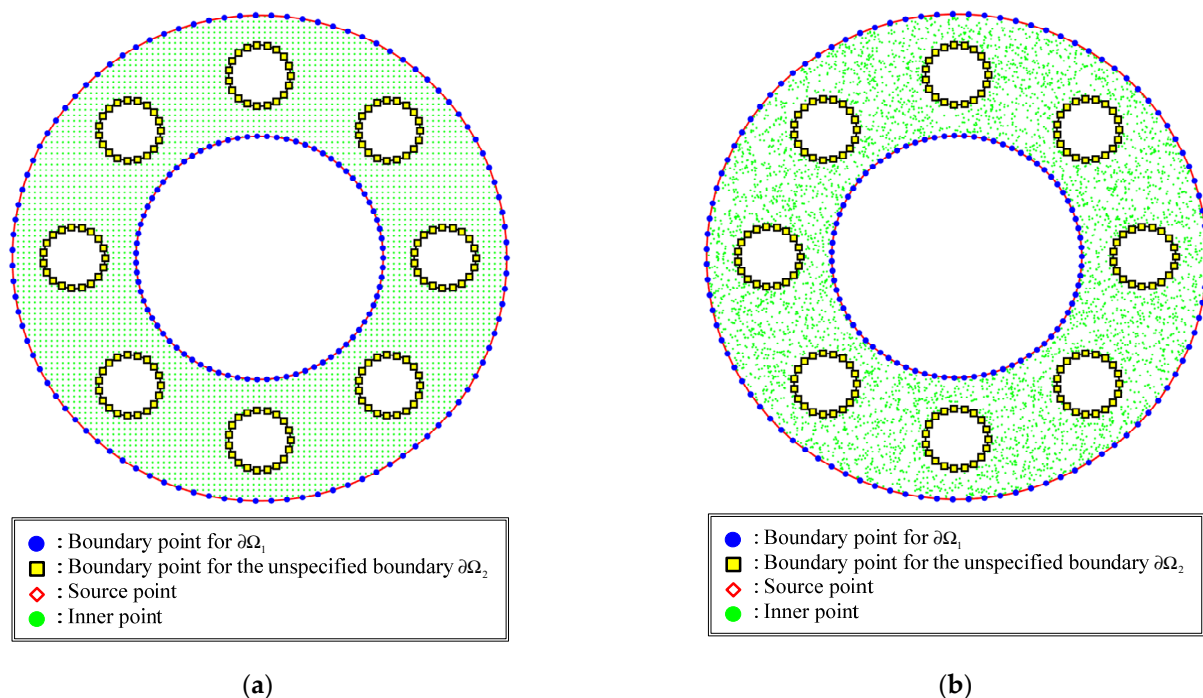 : Boundary point for ∂Ω₁
: Boundary point for the unspecified boundary ∂Ω₂
: Source point
: Inner point
(a)
: Boundary point for ∂Ω₁
: Boundary point for the unspecified boundary ∂Ω₂
: Source point
: Inner point
(b)